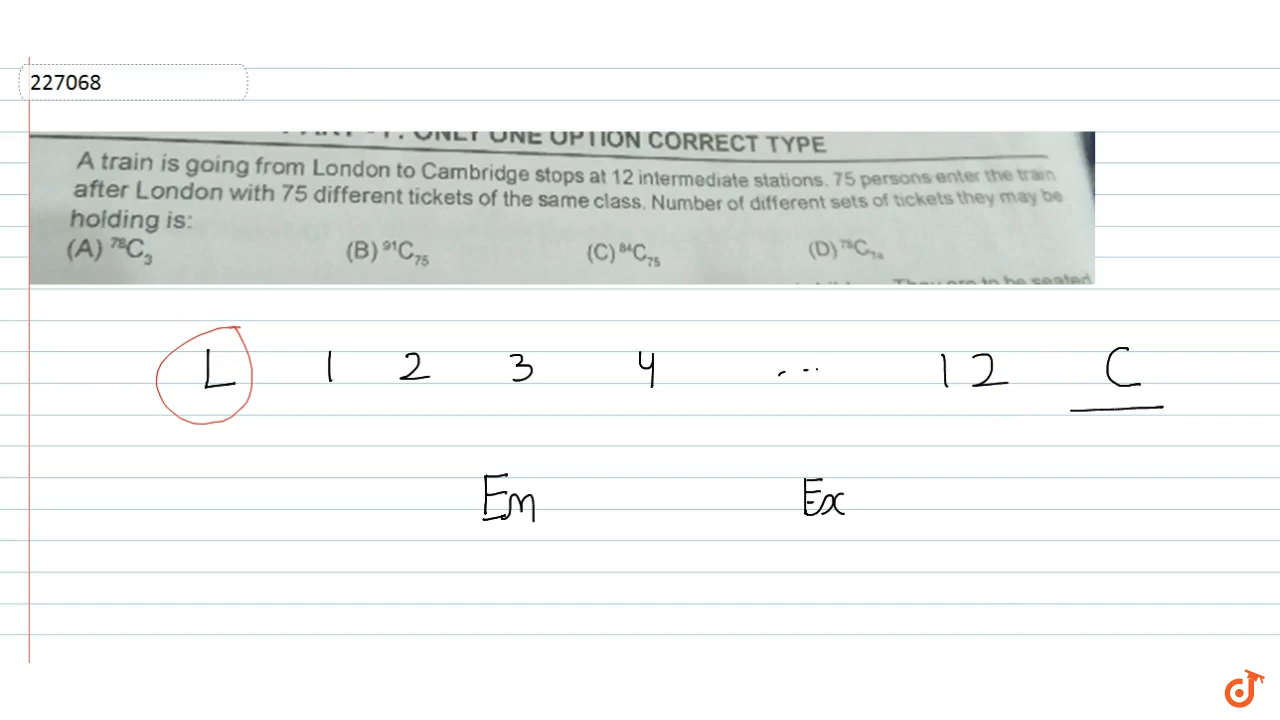 227068
ONLY ONE OPTION CORRECT TYPE
A train is going from London to Cambridge stops at 12 intermediate stations. 75 persons enter the train
after London with 75 different tickets of the same class. Number of different sets of tickets they may be
holding is:
(A) ⁷⁸C₃ (B) ⁹¹C₇₅ (C) ⁸⁴C₇₅ (D)
L 1 2 3 4 ... 12 C
En Ex